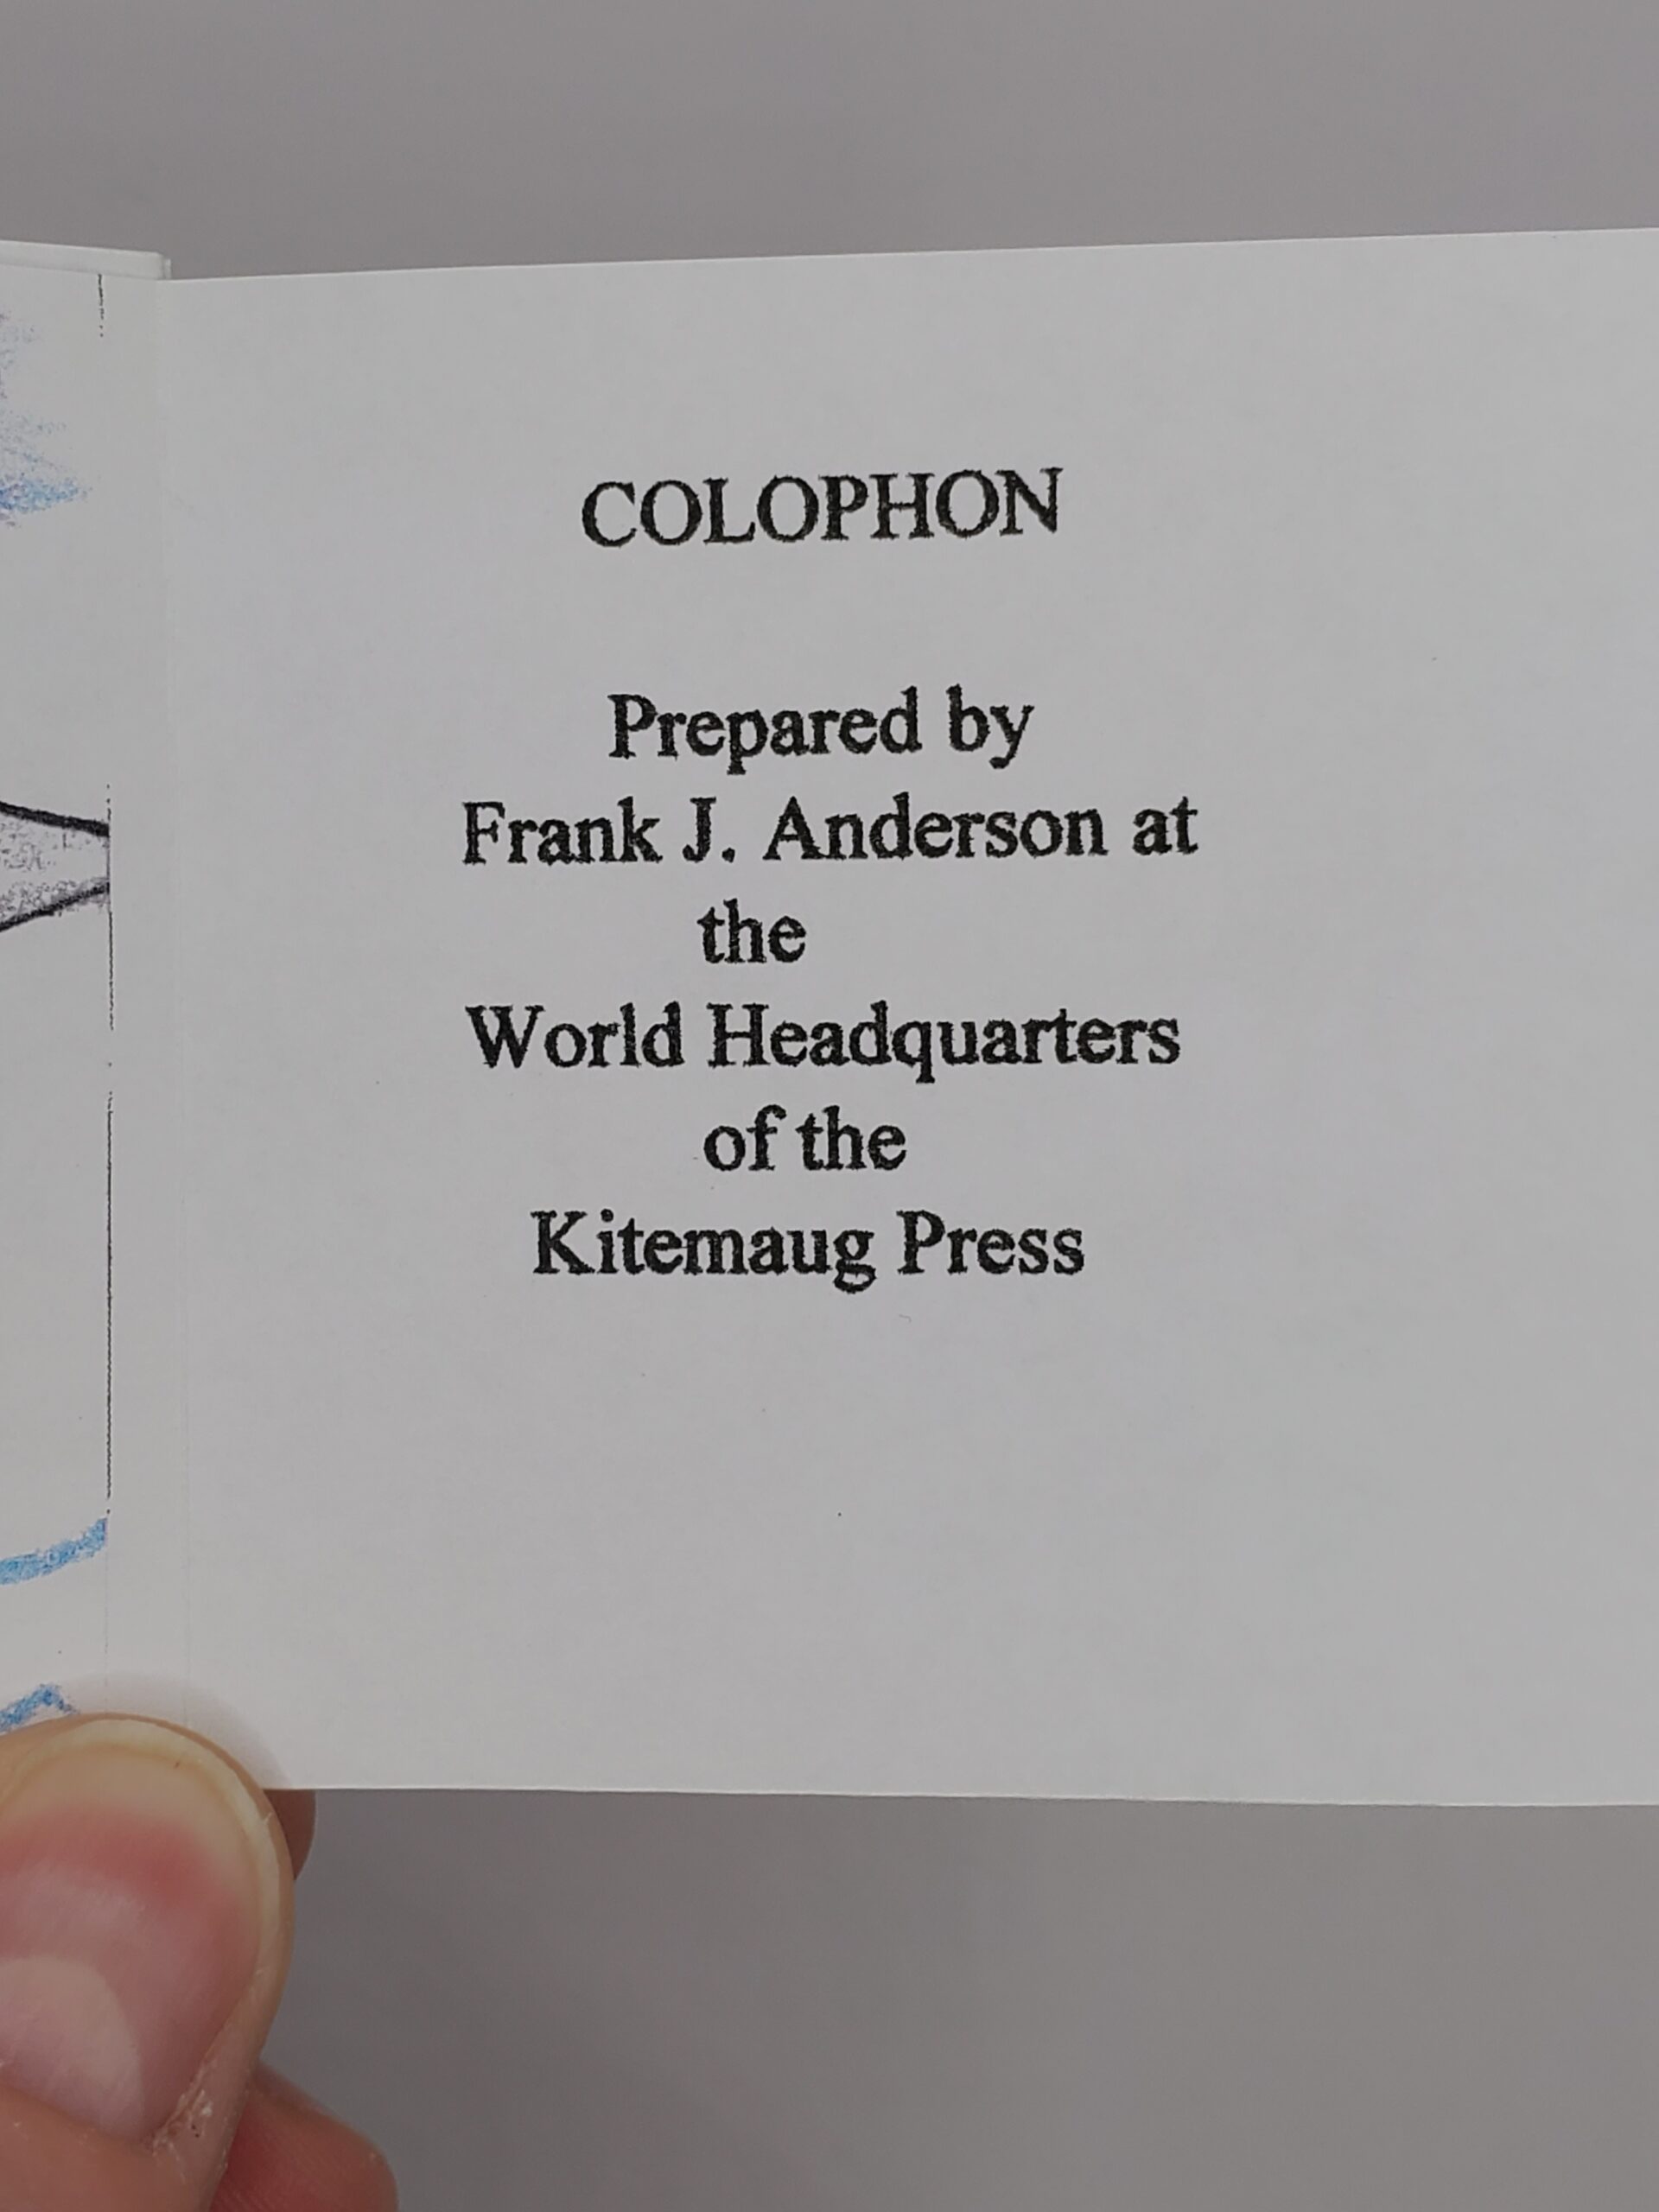 COLOPHON
Prepared by
Frank J. Anderson at
the
World Headquarters
of the
Kitemaug Press